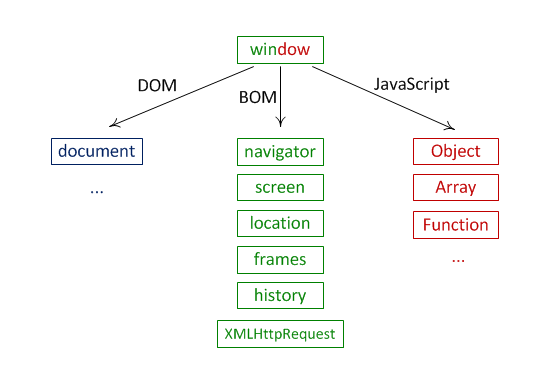 window
DOM
BOM
JavaScript
document
...
navigator
screen
location
frames
history
XMLHttpRequest
Object
Array
Function
...